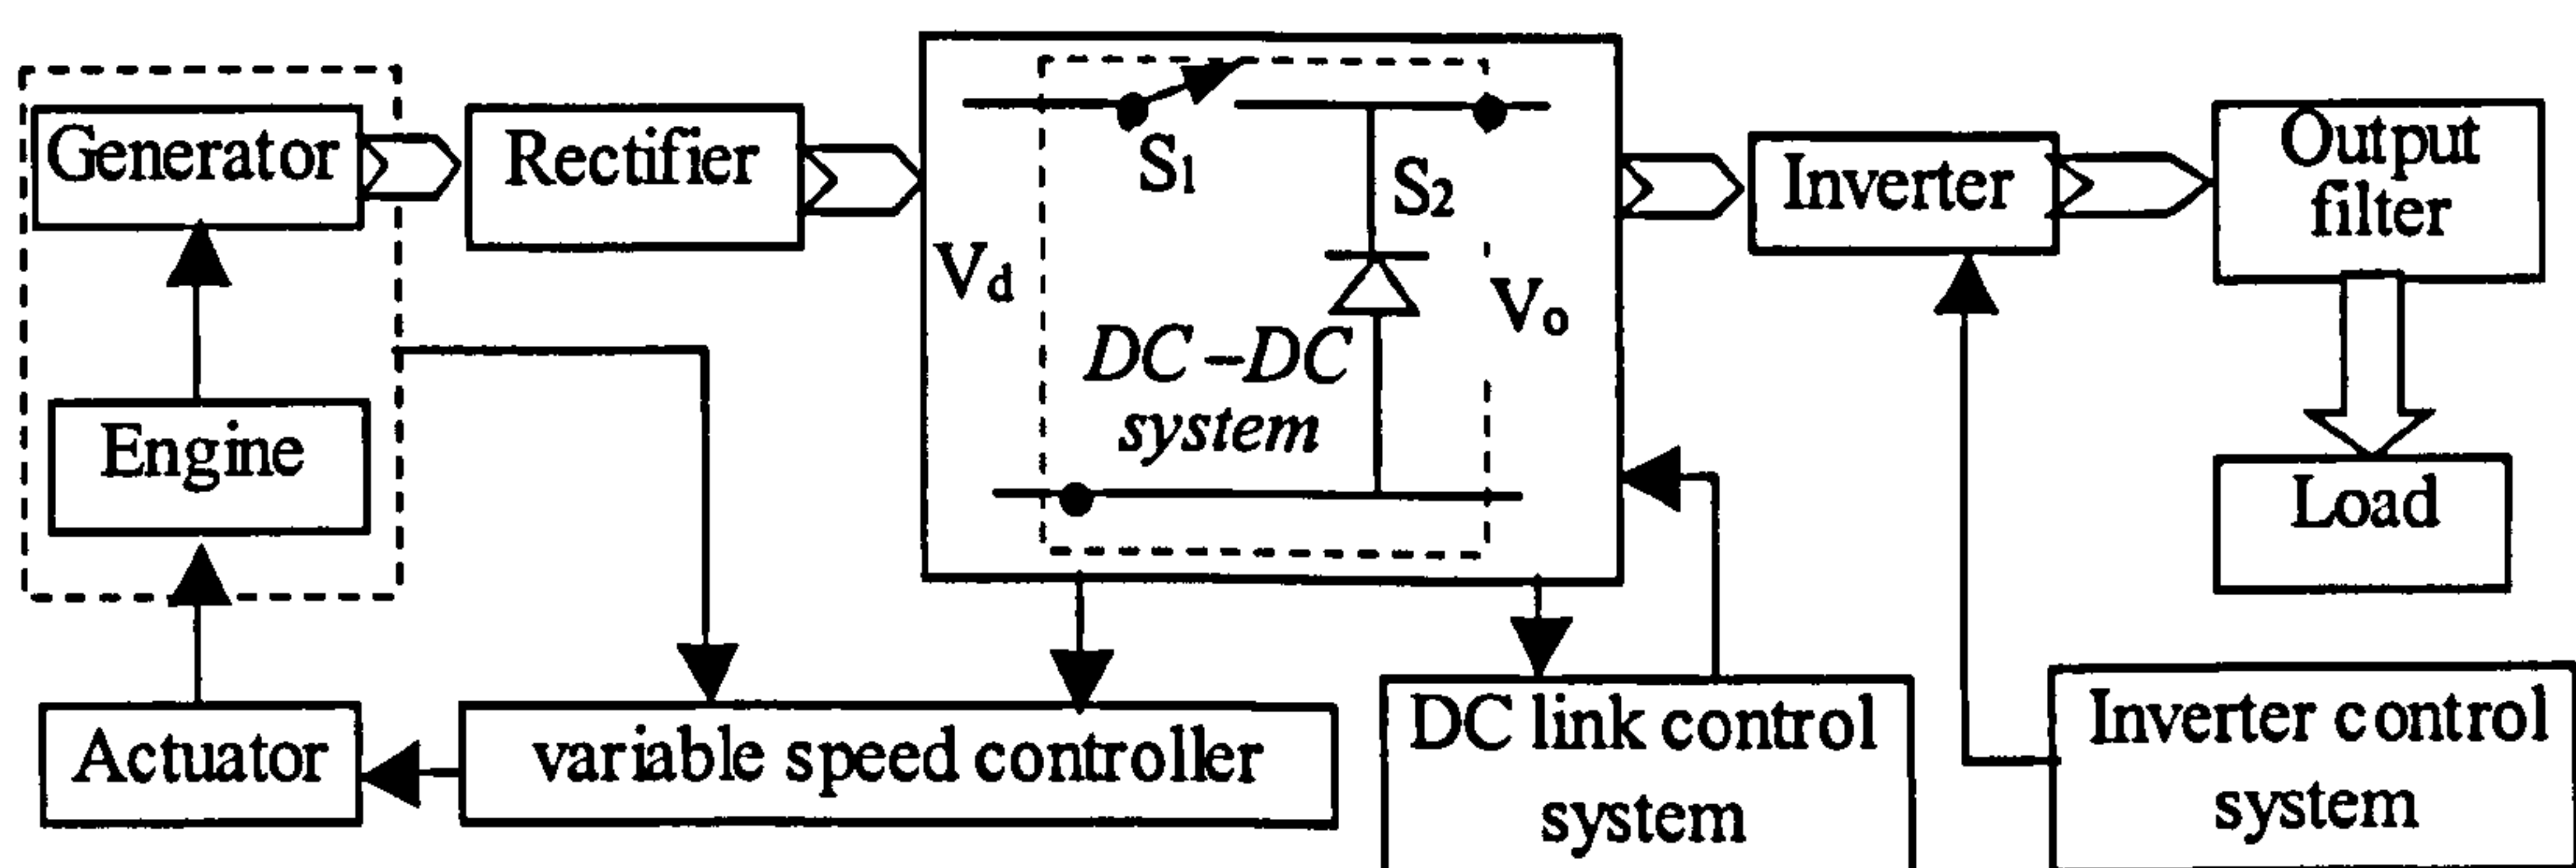 Generator
Rectifier
S1
S2
Vd
Vo
DC–DC
system
Inverter
Output
filter
Engine
Load
Actuator
variable speed controller
DC link control
system
Inverter control
system